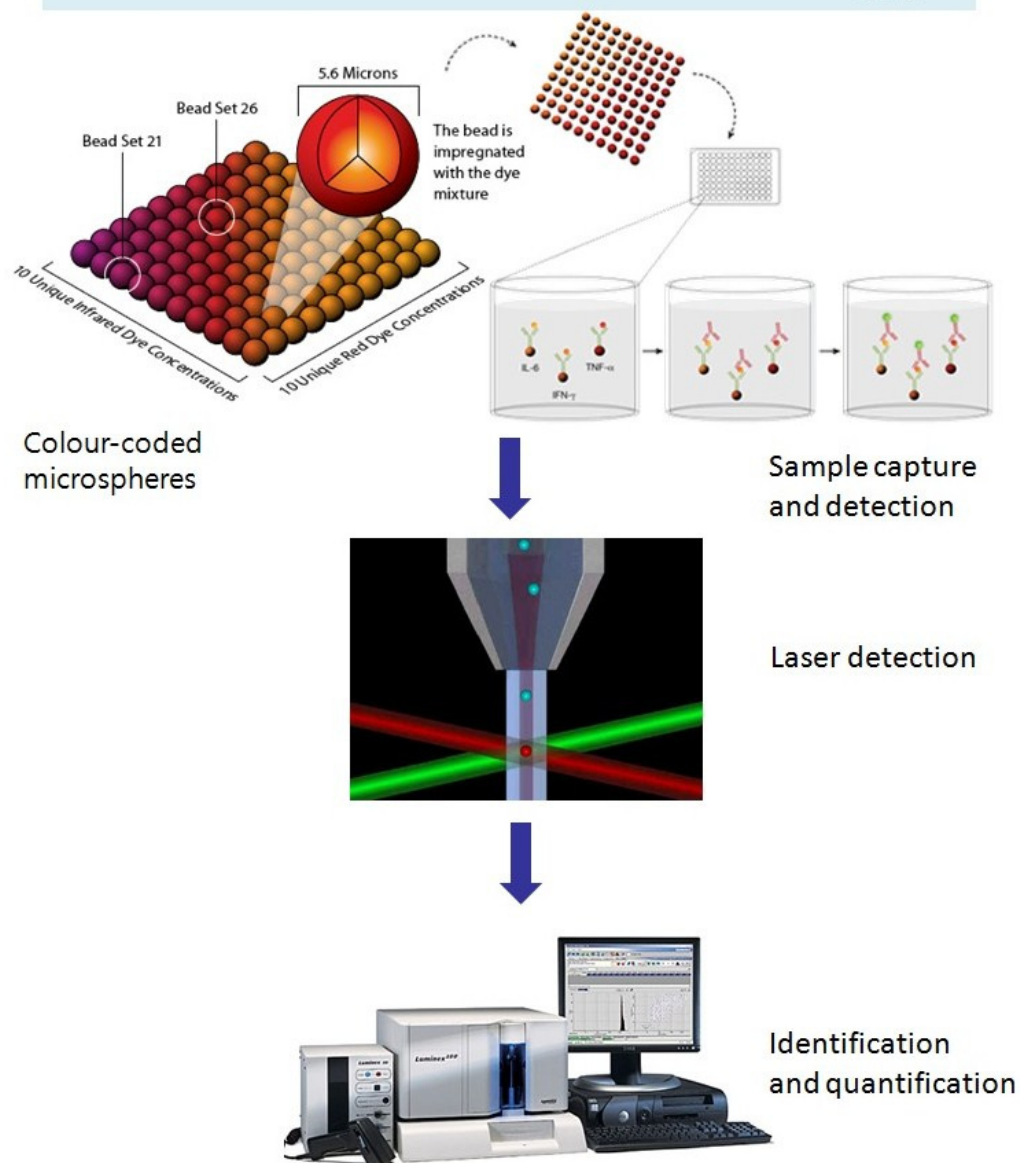 5.6 Microns
Bead Set 26
Bead Set 21
The bead is
impregnated
with the dye
mixture
10 Unique Infrared Dye Concentrations
10 Unique Red Dye Concentrations
IL-6
TNF-α
IFN-γ
Colour-coded
microspheres
Sample capture
and detection
Laser detection
Luminex
Identification
and quantification